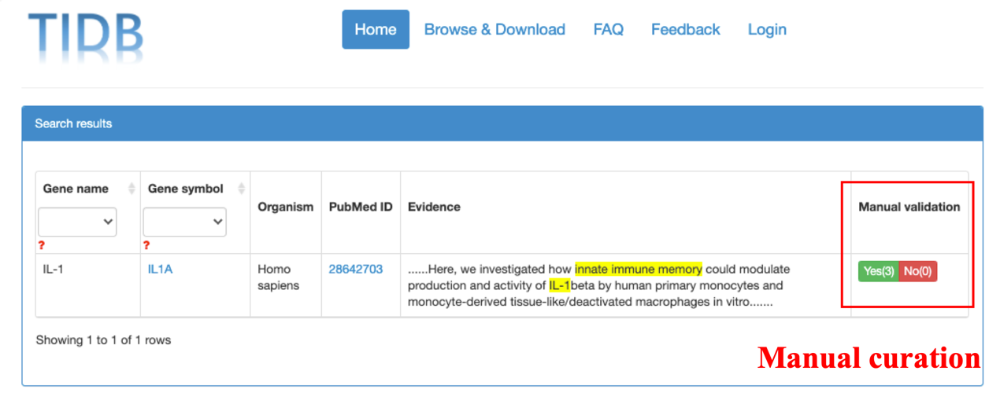 TIDB
Home Browse & Download FAQ Feedback Login
Search results
Gene name Gene symbol Organism PubMed ID Evidence Manual validation
? ?
IL-1 IL1A Homo sapiens 28642703 ......Here, we investigated how innate immune memory could modulate
production and activity of IL-1beta by human primary monocytes and
monocyte-derived tissue-like/deactivated macrophages in vitro.......
Yes(3) No(0)
Showing 1 to 1 of 1 rows
Manual curation